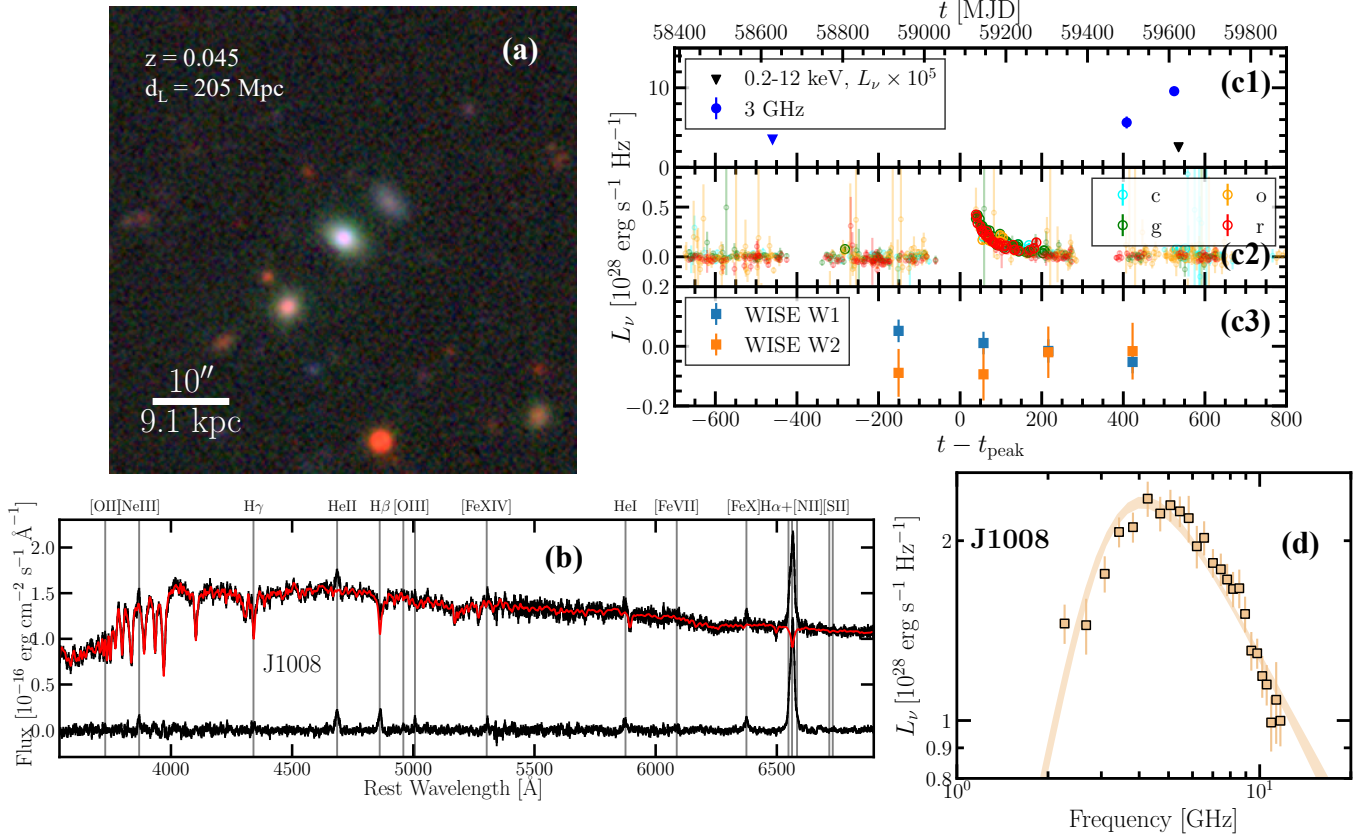 (a)
z = 0.045
d_L = 205 Mpc
10″
9.1 kpc
t [MJD]
58400 58600 58800 59000 59200 59400 59600 59800
(c1)
0.2-12 keV, L_ν × 10^5
3 GHz
10
0
(c2)
c o
g r
0.5
0.0
0.2
(c3)
WISE W1
WISE W2
0.0
−0.2
L_ν [10^28 erg s^−1 Hz^−1]
−600 −400 −200 0 200 400 600 800
t − t_peak
[OII] [NeIII] Hγ HeII Hβ [OIII] [FeXIV] HeI [FeVII] [FeX] Hα+[NII] [SII]
(b)
2.0
1.5
1.0
0.5
0.0
J1008
Flux [10^−16 erg cm^−2 s^−1 Å^−1]
4000 4500 5000 5500 6000 6500
Rest Wavelength [Å]
J1008
(d)
2
1
0.9
0.8
L_ν [10^28 erg s^−1 Hz^−1]
10^0 10^1
Frequency [GHz]